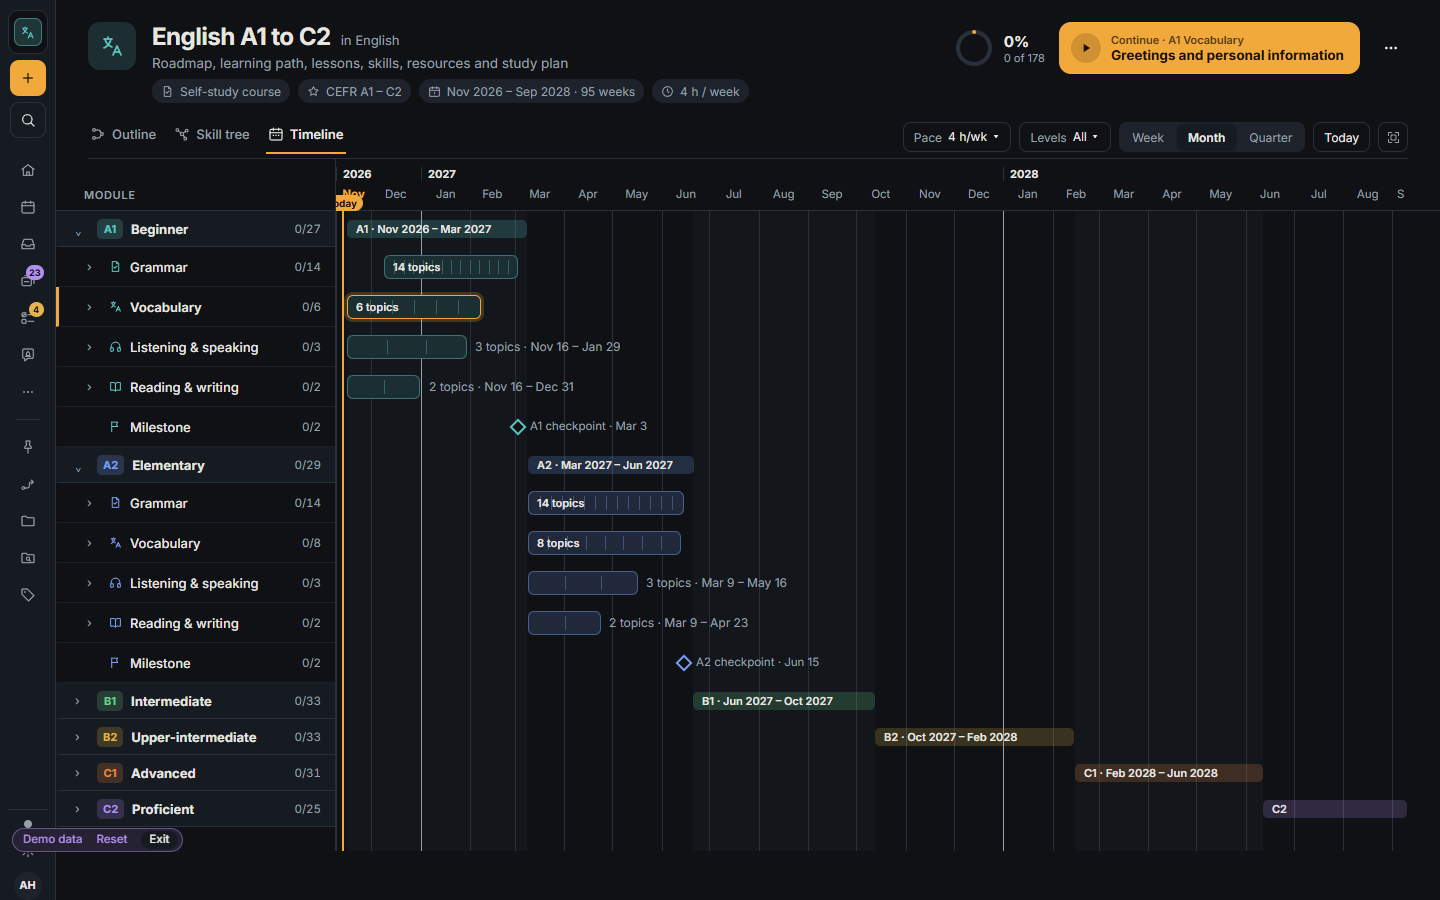 English A1 to C2 in English
Roadmap, learning path, lessons, skills, resources and study plan
Self-study course CEFR A1 – C2 Nov 2026 – Sep 2028 · 95 weeks 4 h / week
0%
0 of 178
Continue · A1 Vocabulary
Greetings and personal information
Outline Skill tree Timeline
Pace 4 h/wk Levels All Week Month Quarter Today
2026 2027 2028
MODULE Nov Dec Jan Feb Mar Apr May Jun Jul Aug Sep Oct Nov Dec Jan Feb Mar Apr May Jun Jul Aug S
oday
A1 Beginner 0/27 A1 · Nov 2026 – Mar 2027
Grammar 0/14 14 topics
Vocabulary 0/6 6 topics
Listening & speaking 0/3 3 topics · Nov 16 – Jan 29
Reading & writing 0/2 2 topics · Nov 16 – Dec 31
Milestone 0/2 A1 checkpoint · Mar 3
A2 Elementary 0/29 A2 · Mar 2027 – Jun 2027
Grammar 0/14 14 topics
Vocabulary 0/8 8 topics
Listening & speaking 0/3 3 topics · Mar 9 – May 16
Reading & writing 0/2 2 topics · Mar 9 – Apr 23
Milestone 0/2 A2 checkpoint · Jun 15
B1 Intermediate 0/33 B1 · Jun 2027 – Oct 2027
B2 Upper-intermediate 0/33 B2 · Oct 2027 – Feb 2028
C1 Advanced 0/31 C1 · Feb 2028 – Jun 2028
C2 Proficient 0/25 C2
23
4
Demo data Reset Exit
AH